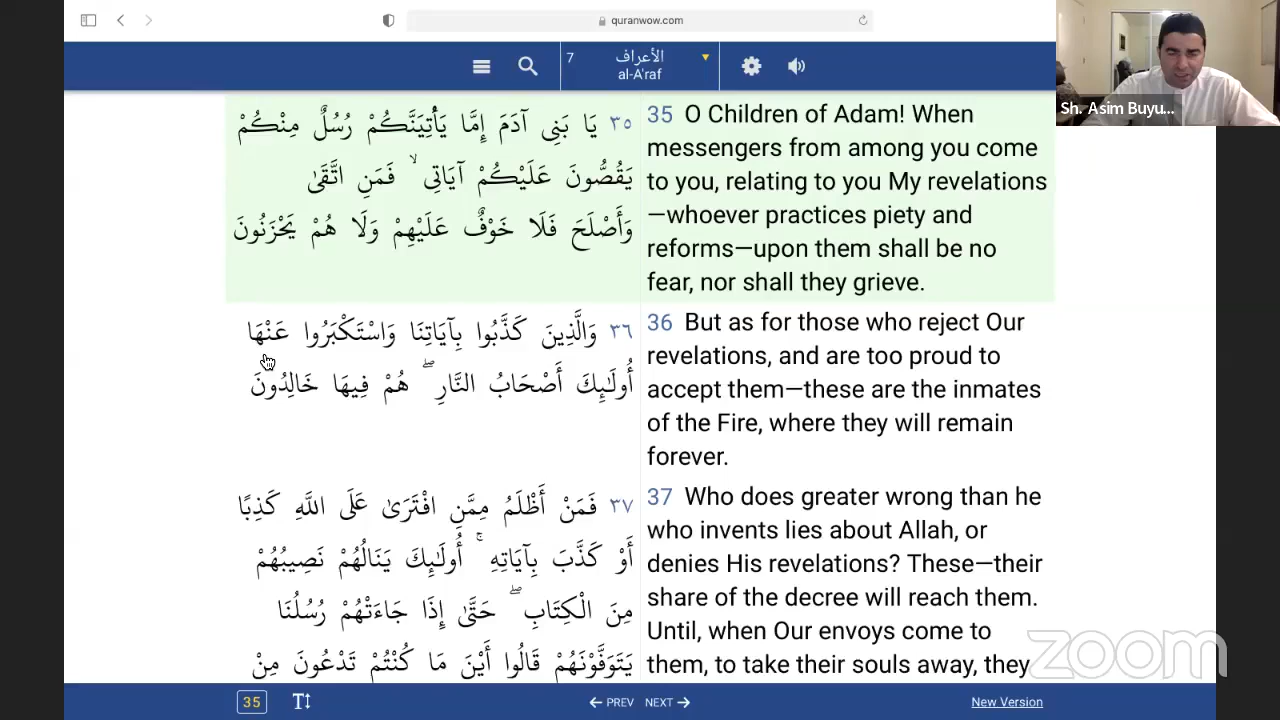 quranwow.com
7
الأعراف
al-A'raf
Sh. Asim Buyu...
٣٥ يَا بَنِى آدَمَ إِمَّا يَأْتِيَنَّكُمْ رُسُلٌ مِنْكُمْ
يَقُصُّونَ عَلَيْكُمْ آيَاتِى ۙ فَمَنِ اتَّقَىٰ
وَأَصْلَحَ فَلَا خَوْفٌ عَلَيْهِمْ وَلَا هُمْ يَحْزَنُونَ
35 O Children of Adam! When
messengers from among you come
to you, relating to you My revelations
—whoever practices piety and
reforms—upon them shall be no
fear, nor shall they grieve.
٣٦ وَالَّذِينَ كَذَّبُوا بِآيَاتِنَا وَاسْتَكْبَرُوا عَنْهَا
أُولَٰئِكَ أَصْحَابُ النَّارِ ۖ هُمْ فِيهَا خَالِدُونَ
36 But as for those who reject Our
revelations, and are too proud to
accept them—these are the inmates
of the Fire, where they will remain
forever.
٣٧ فَمَنْ أَظْلَمُ مِمَّنِ افْتَرَىٰ عَلَى اللَّهِ كَذِبًا
أَوْ كَذَّبَ بِآيَاتِهِ ۚ أُولَٰئِكَ يَنَالُهُمْ نَصِيبُهُمْ
مِنَ الْكِتَابِ ۖ حَتَّىٰ إِذَا جَاءَتْهُمْ رُسُلُنَا
يَتَوَفَّوْنَهُمْ قَالُوا أَيْنَ مَا كُنْتُمْ تَدْعُونَ مِنْ
37 Who does greater wrong than he
who invents lies about Allah, or
denies His revelations? These—their
share of the decree will reach them.
Until, when Our envoys come to
them, to take their souls away, they
zoom
35
T
PREV NEXT
New Version